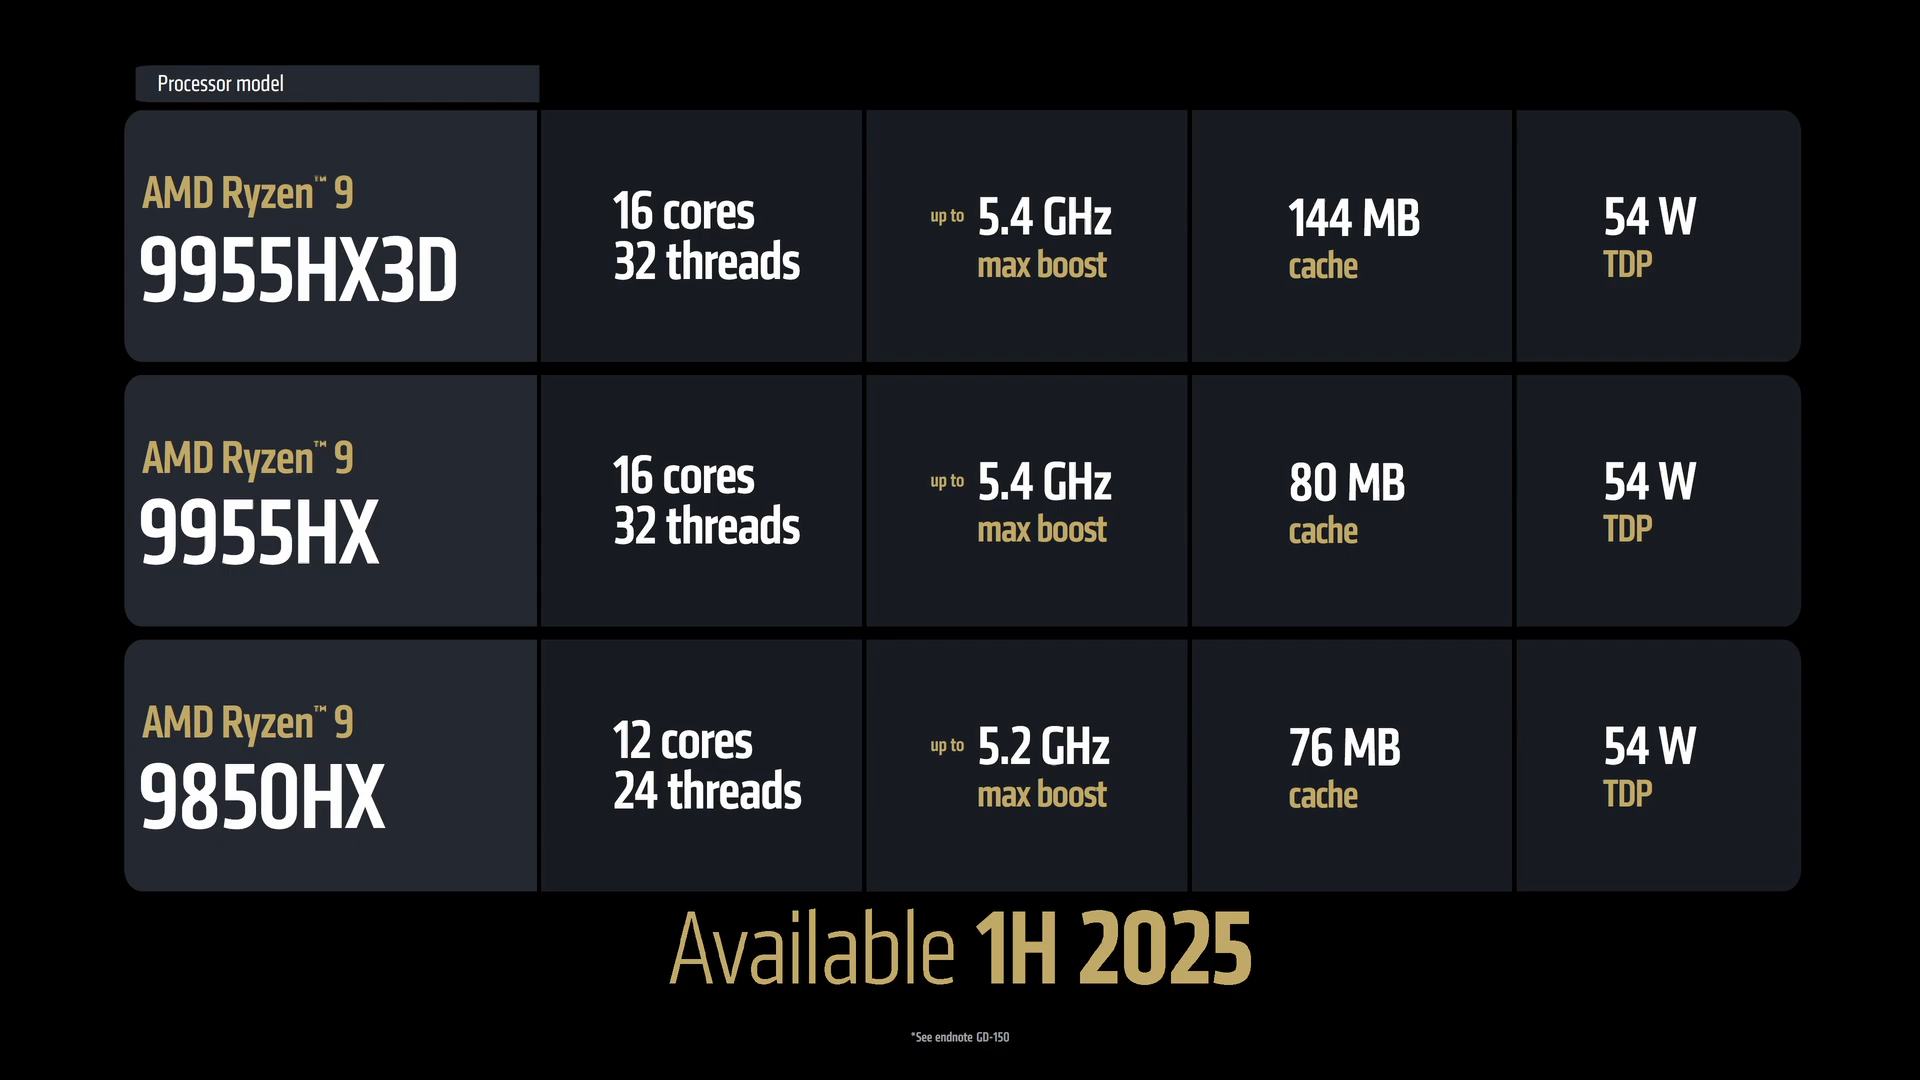 Processor model
AMD Ryzen™ 9
9955HX3D
16 cores
32 threads
up to 5.4 GHz
max boost
144 MB
cache
54 W
TDP
AMD Ryzen™ 9
9955HX
16 cores
32 threads
up to 5.4 GHz
max boost
80 MB
cache
54 W
TDP
AMD Ryzen™ 9
9850HX
12 cores
24 threads
up to 5.2 GHz
max boost
76 MB
cache
54 W
TDP
Available 1H 2025
*See endnote GD-150